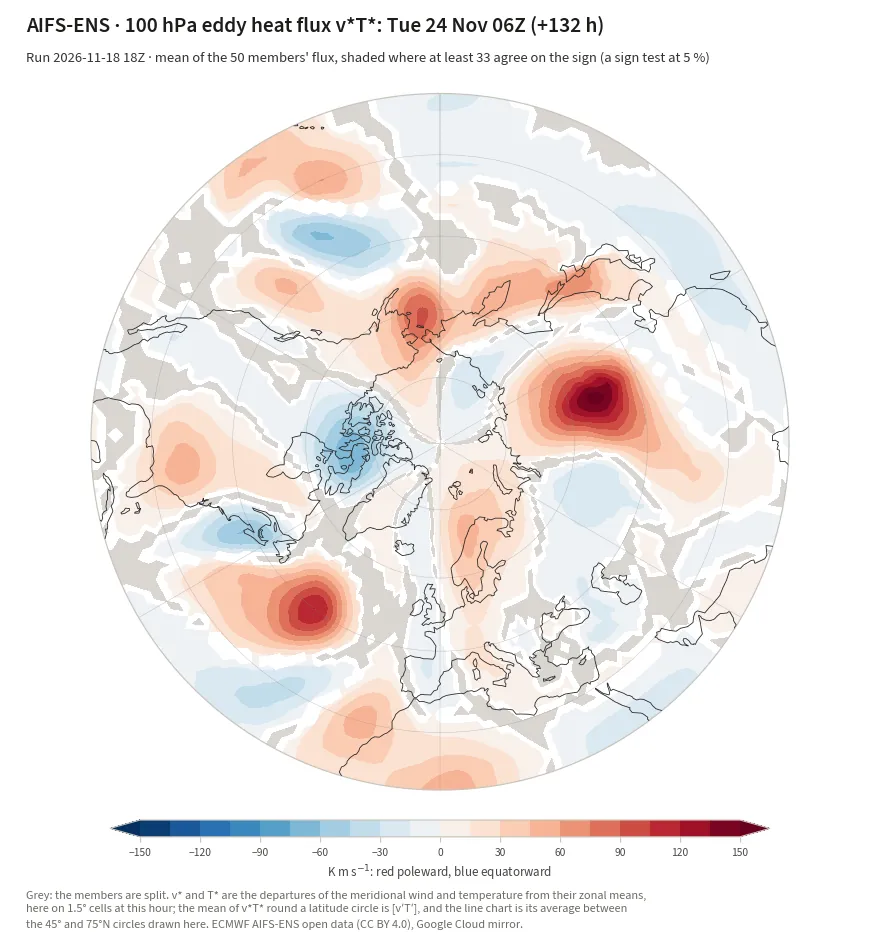 AIFS-ENS · 100 hPa eddy heat flux v*T*: Tue 24 Nov 06Z (+132 h)
Run 2026-11-18 18Z · mean of the 50 members' flux, shaded where at least 33 agree on the sign (a sign test at 5 %)
−150 −120 −90 −60 −30 0 30 60 90 120 150
K m s⁻¹: red poleward, blue equatorward
Grey: the members are split. v* and T* are the departures of the meridional wind and temperature from their zonal means,
here on 1.5° cells at this hour; the mean of v*T* round a latitude circle is [v'T'], and the line chart is its average between
the 45° and 75°N circles drawn here. ECMWF AIFS-ENS open data (CC BY 4.0), Google Cloud mirror.